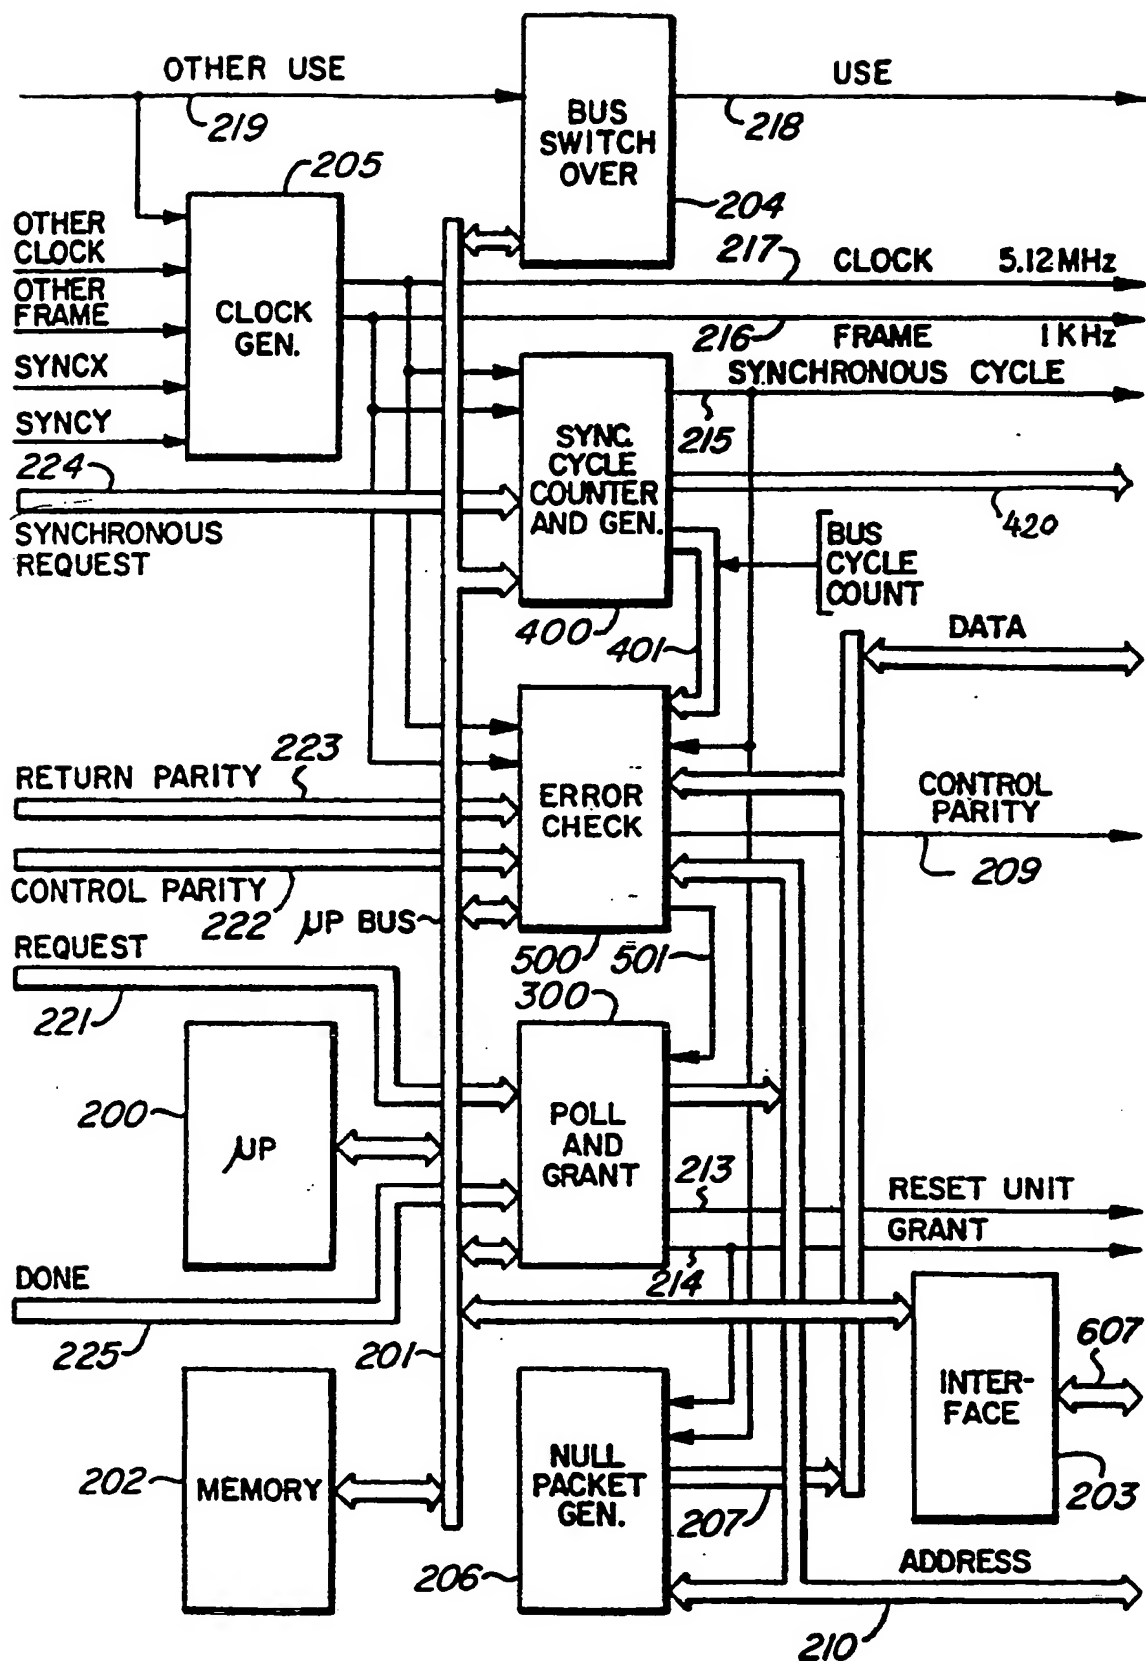 OTHER USE
219
BUS
SWITCH
OVER
USE
218
205
204
OTHER
CLOCK
OTHER
FRAME
SYNCX
SYNCY
CLOCK
GEN.
217
CLOCK 5.12 MHz
216
FRAME 1 KHz
SYNCHRONOUS CYCLE
215
224
SYNCHRONOUS
REQUEST
SYNC.
CYCLE
COUNTER
AND GEN.
420
BUS
CYCLE
COUNT
400
401
DATA
RETURN PARITY
223
ERROR
CHECK
CONTROL
PARITY
209
CONTROL PARITY
222
μP BUS
500
501
REQUEST
221
300
200
μP
POLL
AND
GRANT
213
RESET UNIT
GRANT
214
DONE
225
201
607
INTER-
FACE
203
202
MEMORY
NULL
PACKET
GEN.
207
206
ADDRESS
210